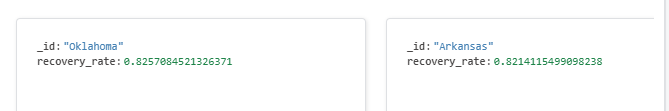 _id: "Oklahoma"
recovery_rate: 0.8257084521326371
_id: "Arkansas"
recovery_rate: 0.8214115499098238